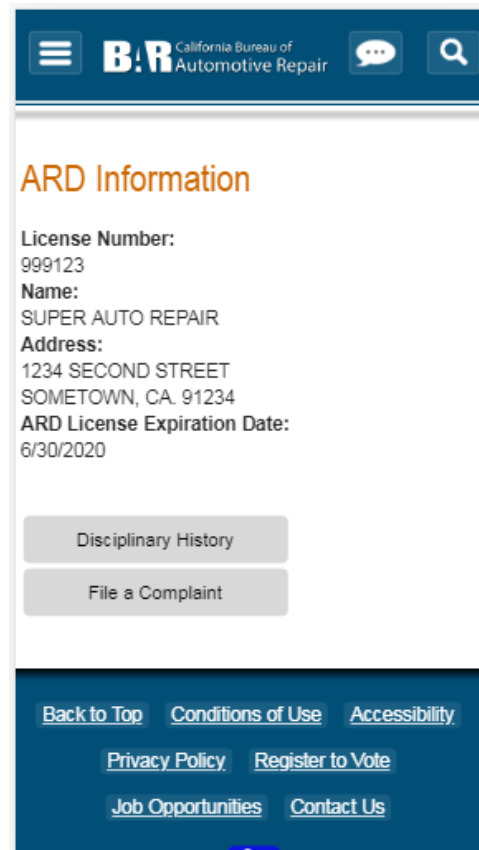 BAR California Bureau of
Automotive Repair
ARD Information
License Number:
999123
Name:
SUPER AUTO REPAIR
Address:
1234 SECOND STREET
SOMETOWN, CA. 91234
ARD License Expiration Date:
6/30/2020
Disciplinary History
File a Complaint
Back to Top Conditions of Use Accessibility
Privacy Policy Register to Vote
Job Opportunities Contact Us